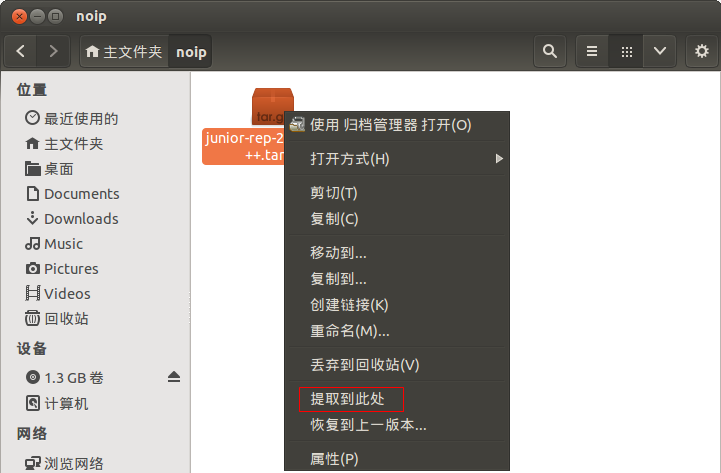 noip
主文件夹 noip
位置
最近使用的
主文件夹
桌面
Documents
Downloads
Music
Pictures
Videos
回收站
设备
1.3 GB 卷
计算机
网络
浏览网络
tar.g
junior-rep-2
++.tar
使用 归档管理器 打开(O)
打开方式(H)
剪切(T)
复制(C)
移动到...
复制到...
创建链接(K)
重命名(M)...
丢弃到回收站(V)
提取到此处
恢复到上一版本...
属性(P)